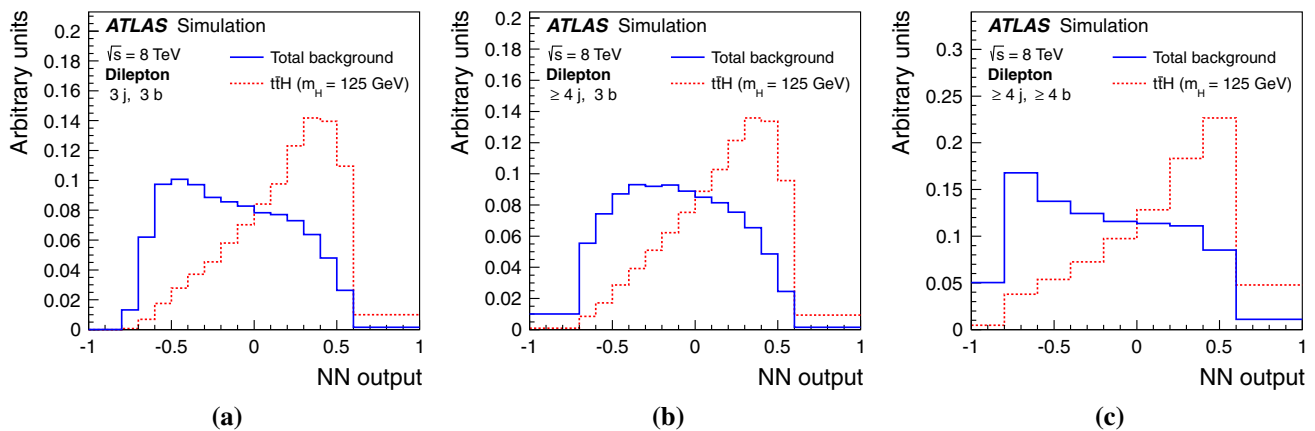 Arbitrary units
0.2
0.18
0.16
0.14
0.12
0.1
0.08
0.06
0.04
0.02
0
ATLAS Simulation
√s = 8 TeV
Dilepton
3 j, 3 b
Total background
tt̄H (m_H = 125 GeV)
-1 -0.5 0 0.5 1
NN output
(a)
Arbitrary units
0.2
0.18
0.16
0.14
0.12
0.1
0.08
0.06
0.04
0.02
0
ATLAS Simulation
√s = 8 TeV
Dilepton
≥ 4 j, 3 b
Total background
tt̄H (m_H = 125 GeV)
-1 -0.5 0 0.5 1
NN output
(b)
Arbitrary units
0.3
0.25
0.2
0.15
0.1
0.05
0
ATLAS Simulation
√s = 8 TeV
Dilepton
≥ 4 j, ≥ 4 b
Total background
tt̄H (m_H = 125 GeV)
-1 -0.5 0 0.5 1
NN output
(c)